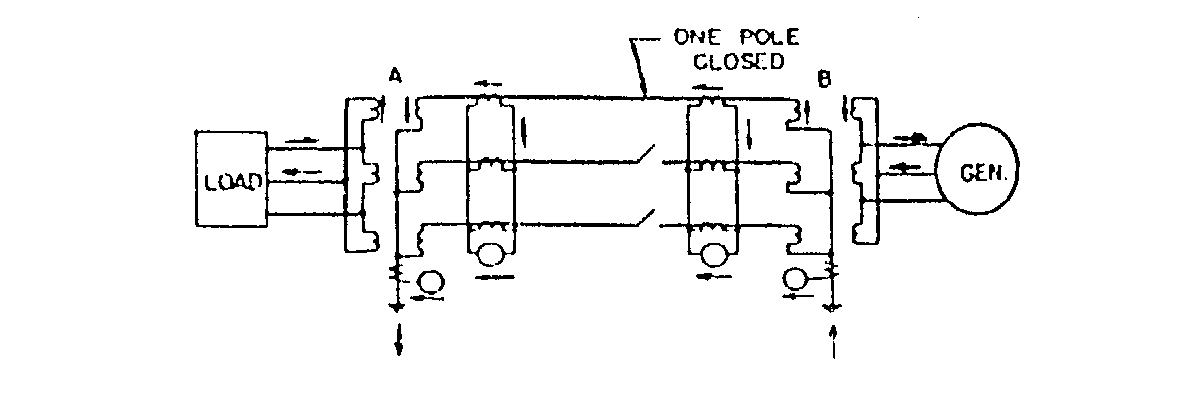 ONE POLE
CLOSED
A
B
LOAD
GEN.